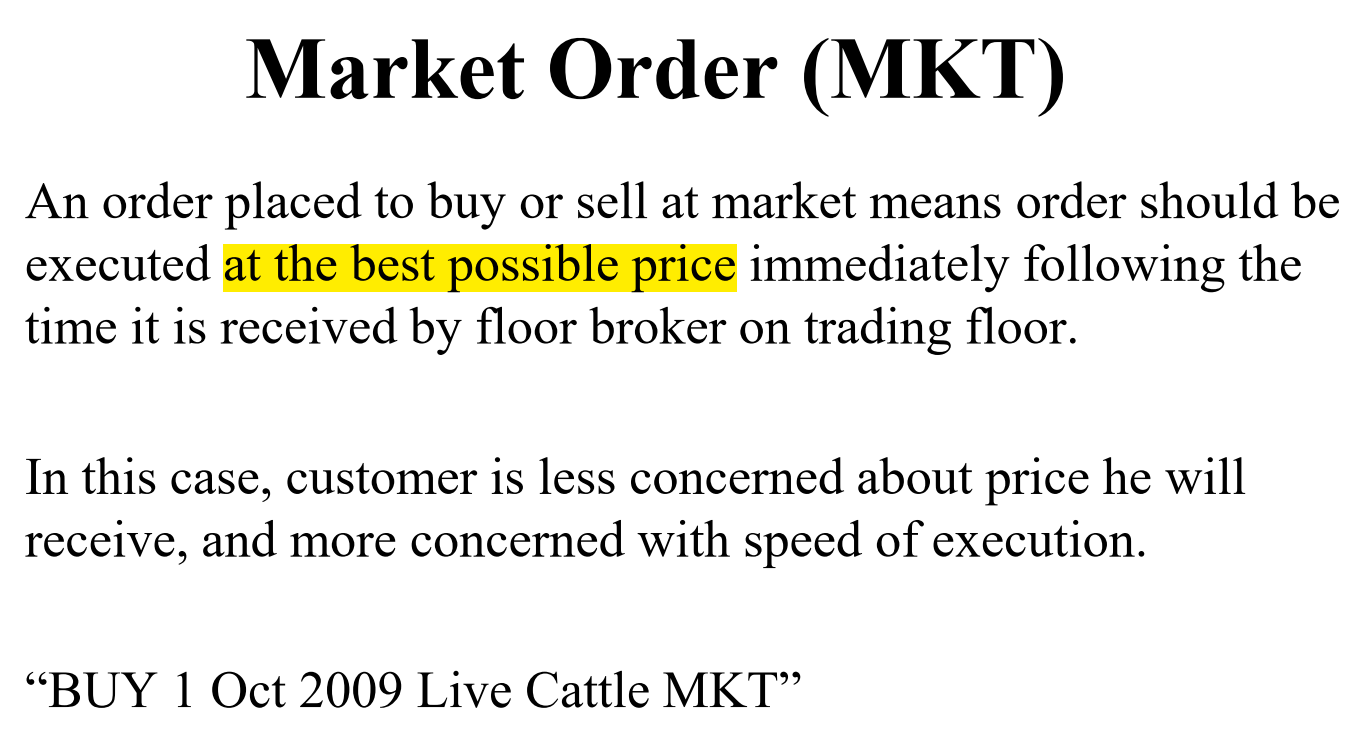 Market Order (MKT)
An order placed to buy or sell at market means order should be
executed at the best possible price immediately following the
time it is received by floor broker on trading floor.
In this case, customer is less concerned about price he will
receive, and more concerned with speed of execution.
“BUY 1 Oct 2009 Live Cattle MKT”